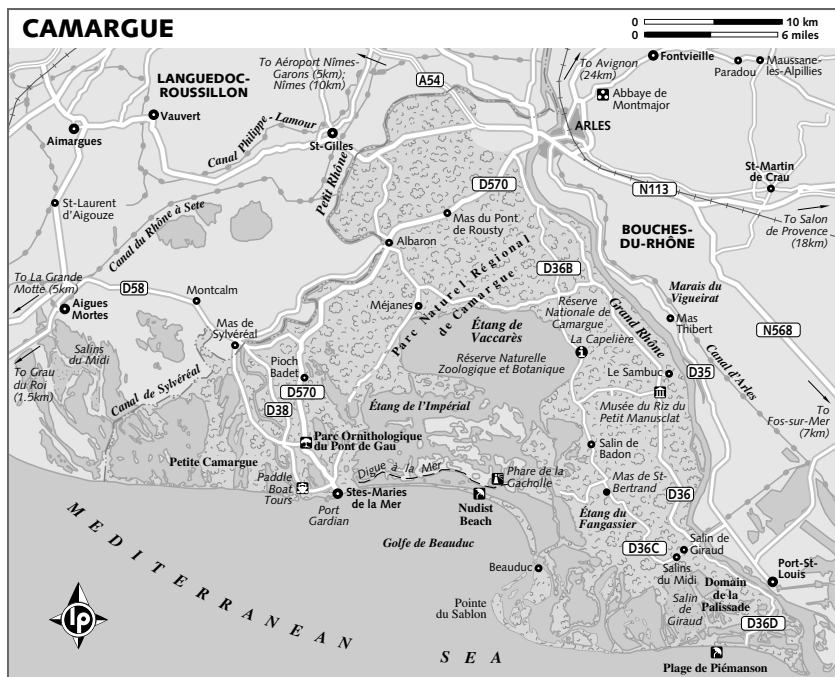 CAMARGUE
0 10 km
0 6 miles
To Aéroport Nîmes-
Garons (5km);
Nîmes (10km)
A54
To Avignon
(24km)
Fontvieille
Paradou
Maussane-
les-Alpillies
LANGUEDOC-
ROUSSILLON
Abbaye de
Montmajor
Vauvert
Canal Philippe-Lamour
Aimargues
St-Gilles
ARLES
Petit Rhône
St-Martin
de Crau
D570
N113
St-Laurent
d'Aigouze
Canal du Rhône à Sete
Mas du Pont
de Rousty
To Salon
de Provence
(18km)
Albaron
BOUCHES-
DU-RHÔNE
D36B
To La Grande
Motte (5km)
D58
Montcalm
Parc Naturel Régional
de Camargue
Marais du
Vigueirat
Aigues
Mortes
Méjanes
Réserve
Nationale de
Camargue
Grand Rhône
Mas
Thibert
Mas de
Sylvéréal
Étang de
Vaccarès
La Capelière
N568
Salins
du Midi
Réserve Naturelle
Zoologique et Botanique
Canal d'Arles
To Grau
du Roi
(1.5km)
Pioch
Badet
Le Sambuc
D35
Canal de Sylvéréal
D570
D38
Étang de l'Impérial
Musée du Riz du
Petit Manusclat
To
Fos-sur-Mer
(7km)
Parc Ornithologique
du Pont de Gau
Salin de
Badon
Petite Camargue
Digue à la Mer
Phare de la
Gacholle
Mas de St-
Bertrand
Paddle
Boat
Tours
Stes-Maries
de la Mer
D36
Port
Gardian
Nudist
Beach
Étang du
Fangassier
MEDITERRANEAN
SEA
Golfe de Beauduc
D36C
Salin de
Giraud
Beauduc
Salins
du Midi
Port-St-
Louis
Domain
de la
Palissade
Pointe
du Sablon
Salin
de
Giraud
D36D
LP
Plage de Piémanson